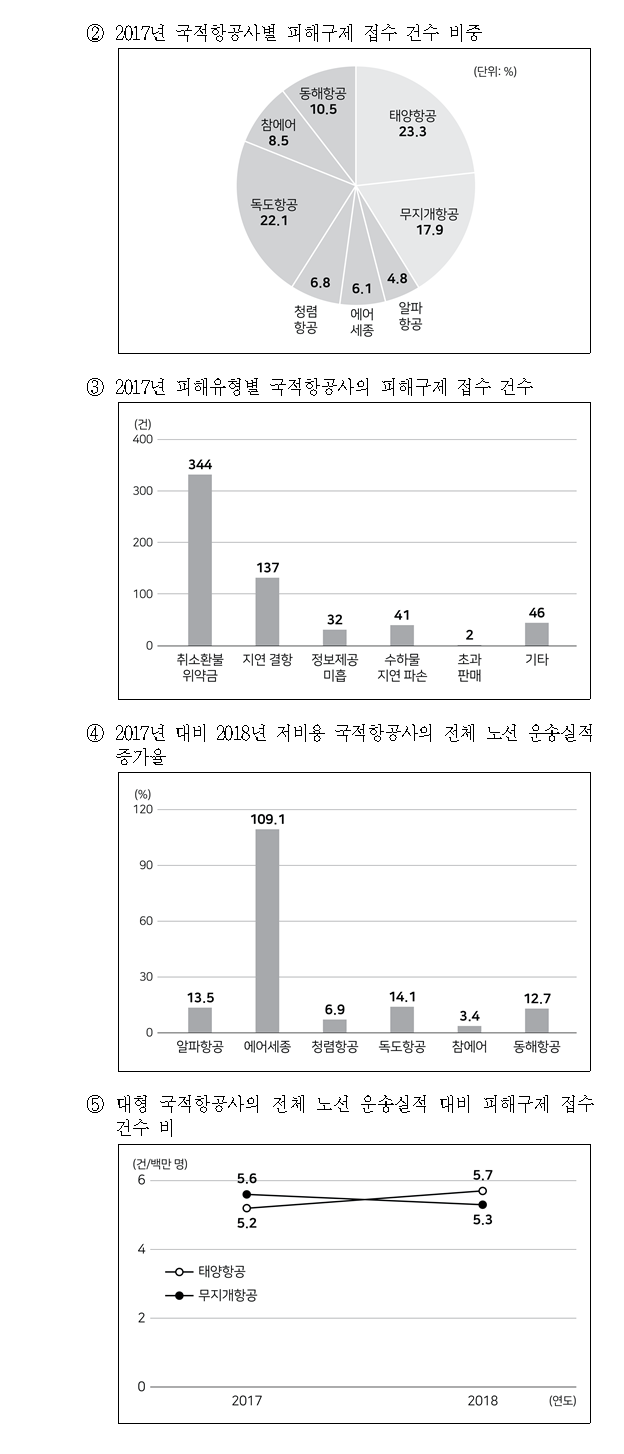 ② 2017년 국적항공사별 피해구제 접수 건수 비중
(단위: %)
동해항공
10.5
태양항공
23.3
참에어
8.5
독도항공
22.1
무지개항공
17.9
6.8
6.1
4.8
청렴
항공
에어
세종
알파
항공
③ 2017년 피해유형별 국적항공사의 피해구제 접수 건수
(건)
400
300
200
100
0
344
137
32
41
2
46
취소환불
위약금
지연 결항
정보제공
미흡
수하물
지연 파손
초과
판매
기타
④ 2017년 대비 2018년 저비용 국적항공사의 전체 노선 운송실적
증가율
(%)
120
90
60
30
0
13.5
109.1
6.9
14.1
3.4
12.7
알파항공
에어세종
청렴항공
독도항공
참에어
동해항공
⑤ 대형 국적항공사의 전체 노선 운송실적 대비 피해구제 접수
건수 비
(건/백만 명)
6
4
2
0
5.6
5.2
5.7
5.3
태양항공
무지개항공
2017
2018
(연도)